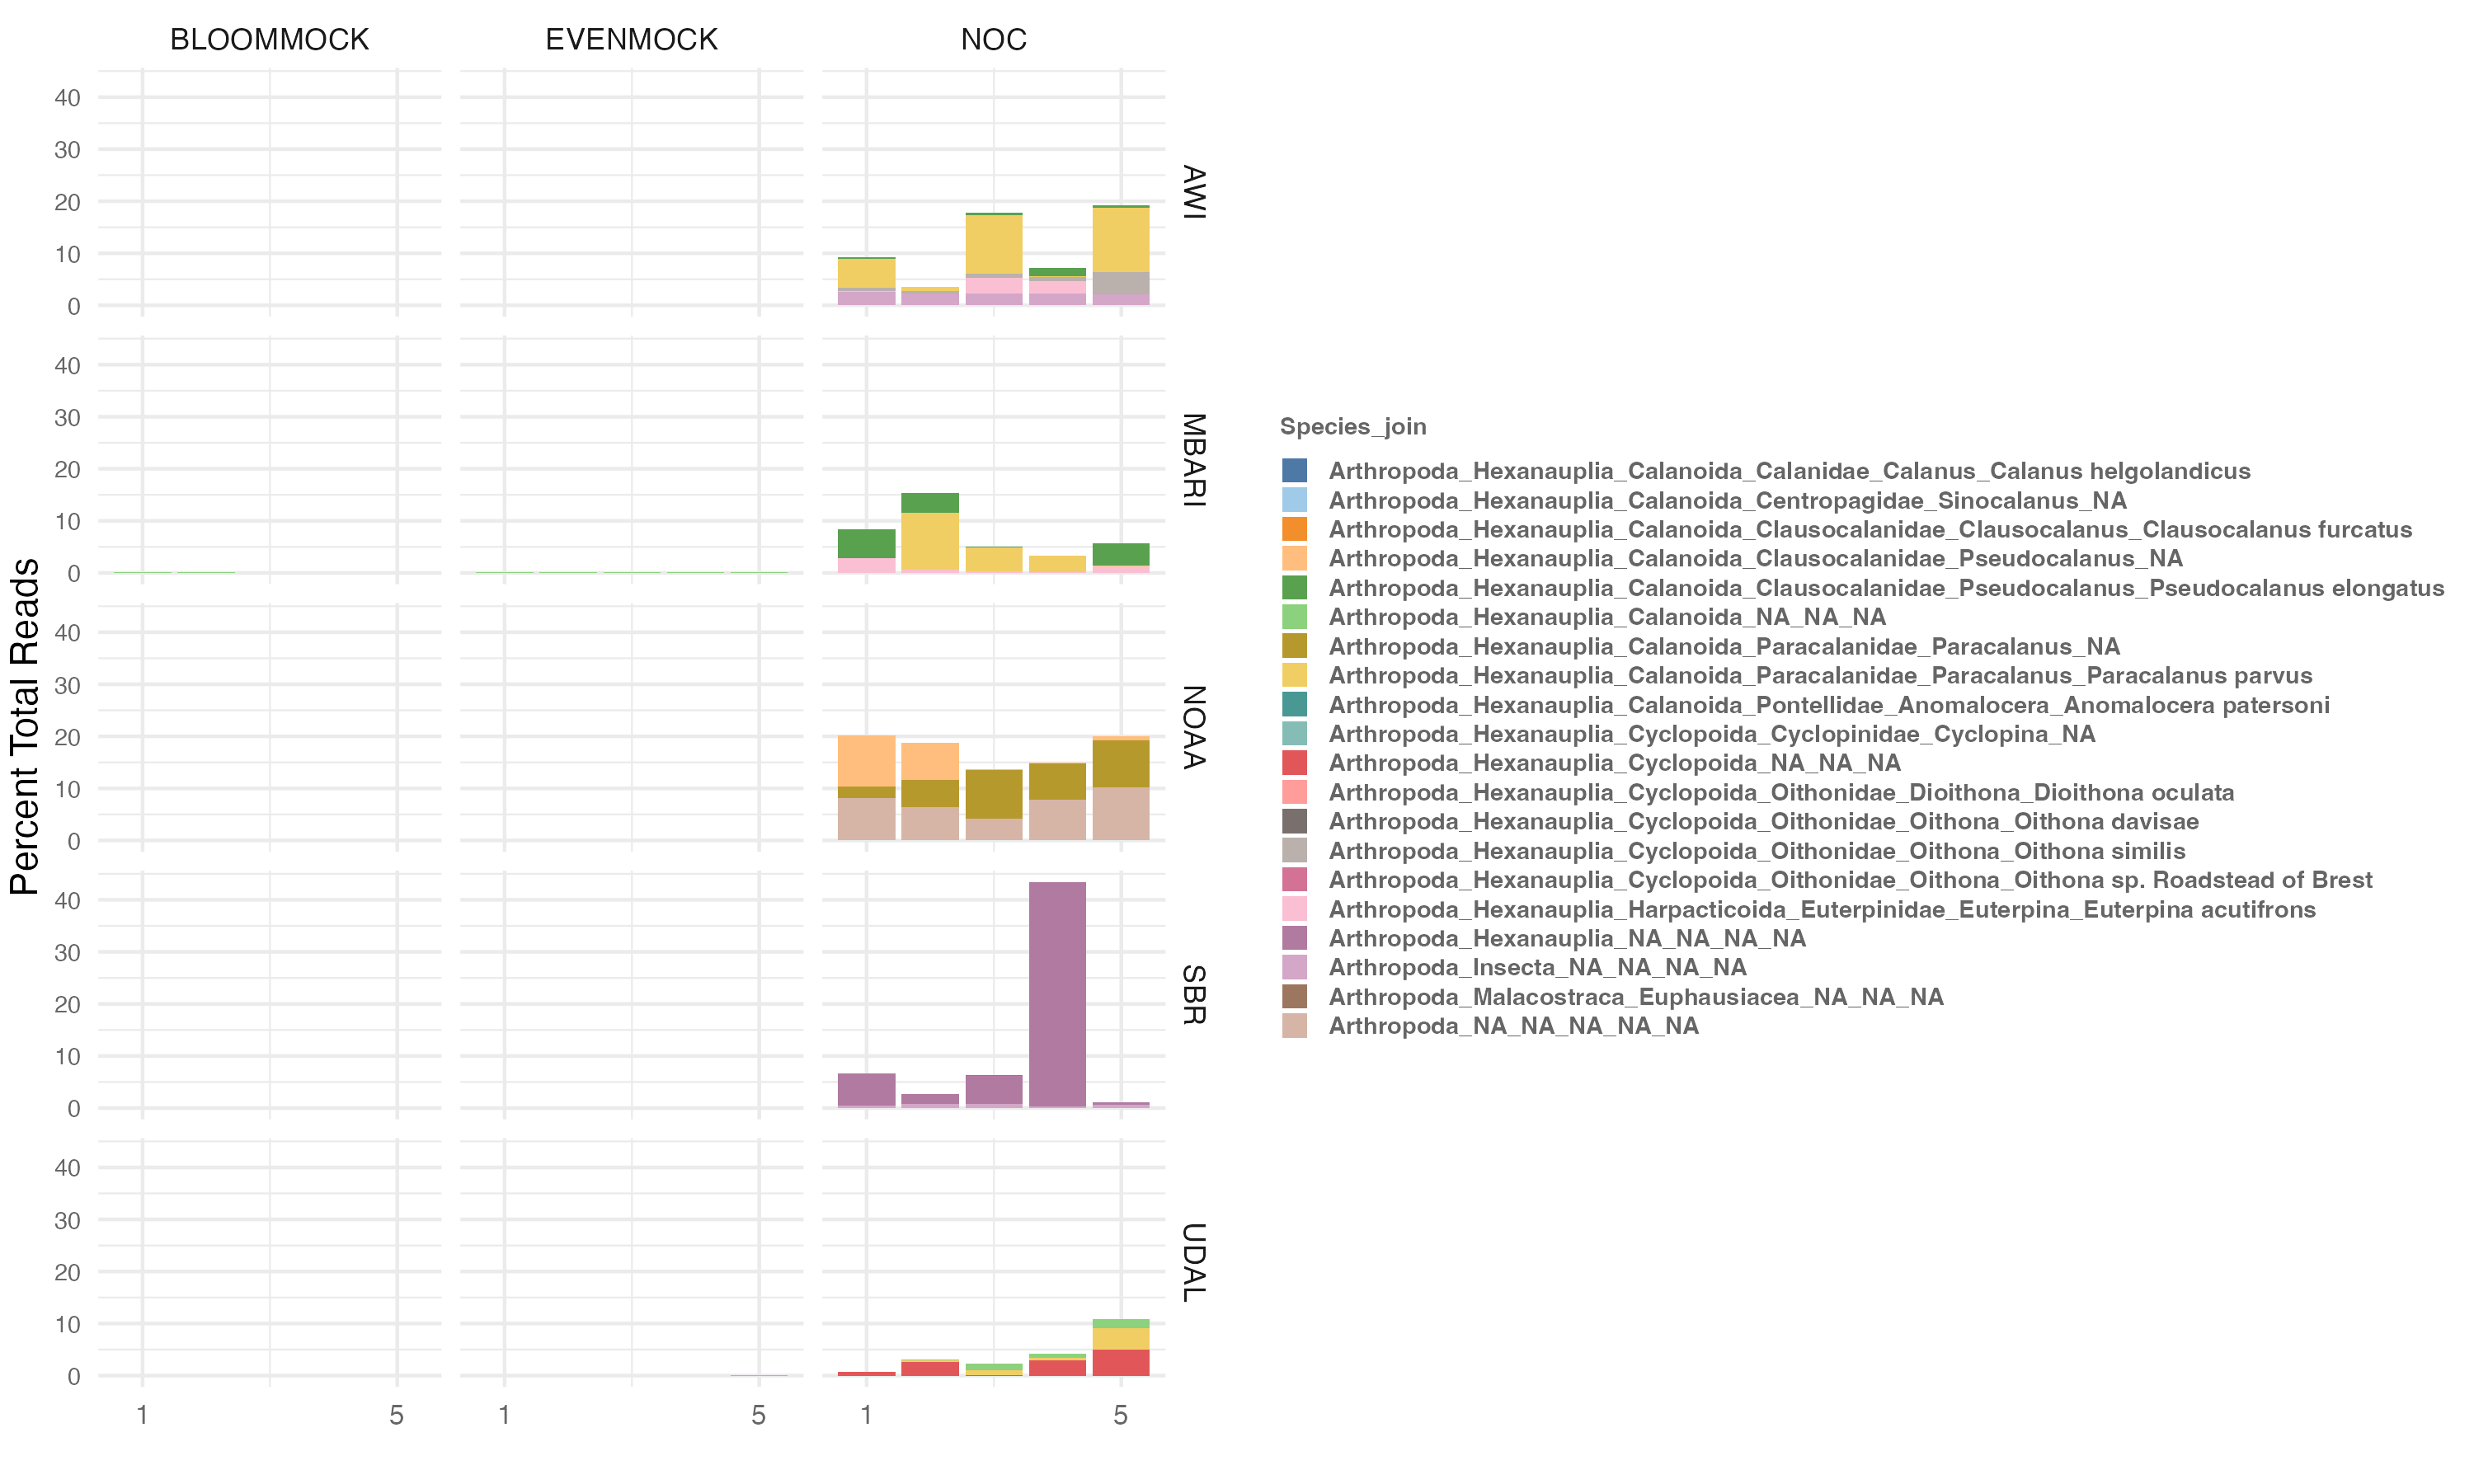 BLOOMMOCK
EVENMOCK
NOC
Percent Total Reads
40
30
20
10
0
AWI
40
30
20
10
0
MBARI
40
30
20
10
0
NOAA
40
30
20
10
0
SBR
40
30
20
10
0
UDAL
1 5
1 5
1 5
Species_join
Arthropoda_Hexanauplia_Calanoida_Calanidae_Calanus_Calanus helgolandicus
Arthropoda_Hexanauplia_Calanoida_Centropagidae_Sinocalanus_NA
Arthropoda_Hexanauplia_Calanoida_Clausocalanidae_Clausocalanus_Clausocalanus furcatus
Arthropoda_Hexanauplia_Calanoida_Clausocalanidae_Pseudocalanus_NA
Arthropoda_Hexanauplia_Calanoida_Clausocalanidae_Pseudocalanus_Pseudocalanus elongatus
Arthropoda_Hexanauplia_Calanoida_NA_NA_NA
Arthropoda_Hexanauplia_Calanoida_Paracalanidae_Paracalanus_NA
Arthropoda_Hexanauplia_Calanoida_Paracalanidae_Paracalanus_Paracalanus parvus
Arthropoda_Hexanauplia_Calanoida_Pontellidae_Anomalocera_Anomalocera patersoni
Arthropoda_Hexanauplia_Cyclopoida_Cyclopinidae_Cyclopina_NA
Arthropoda_Hexanauplia_Cyclopoida_NA_NA_NA
Arthropoda_Hexanauplia_Cyclopoida_Oithonidae_Dioithona_Dioithona oculata
Arthropoda_Hexanauplia_Cyclopoida_Oithonidae_Oithona_Oithona davisae
Arthropoda_Hexanauplia_Cyclopoida_Oithonidae_Oithona_Oithona similis
Arthropoda_Hexanauplia_Cyclopoida_Oithonidae_Oithona_Oithona sp. Roadstead of Brest
Arthropoda_Hexanauplia_Harpacticoida_Euterpinidae_Euterpina_Euterpina acutifrons
Arthropoda_Hexanauplia_NA_NA_NA_NA
Arthropoda_Insecta_NA_NA_NA_NA
Arthropoda_Malacostraca_Euphausiacea_NA_NA_NA
Arthropoda_NA_NA_NA_NA_NA